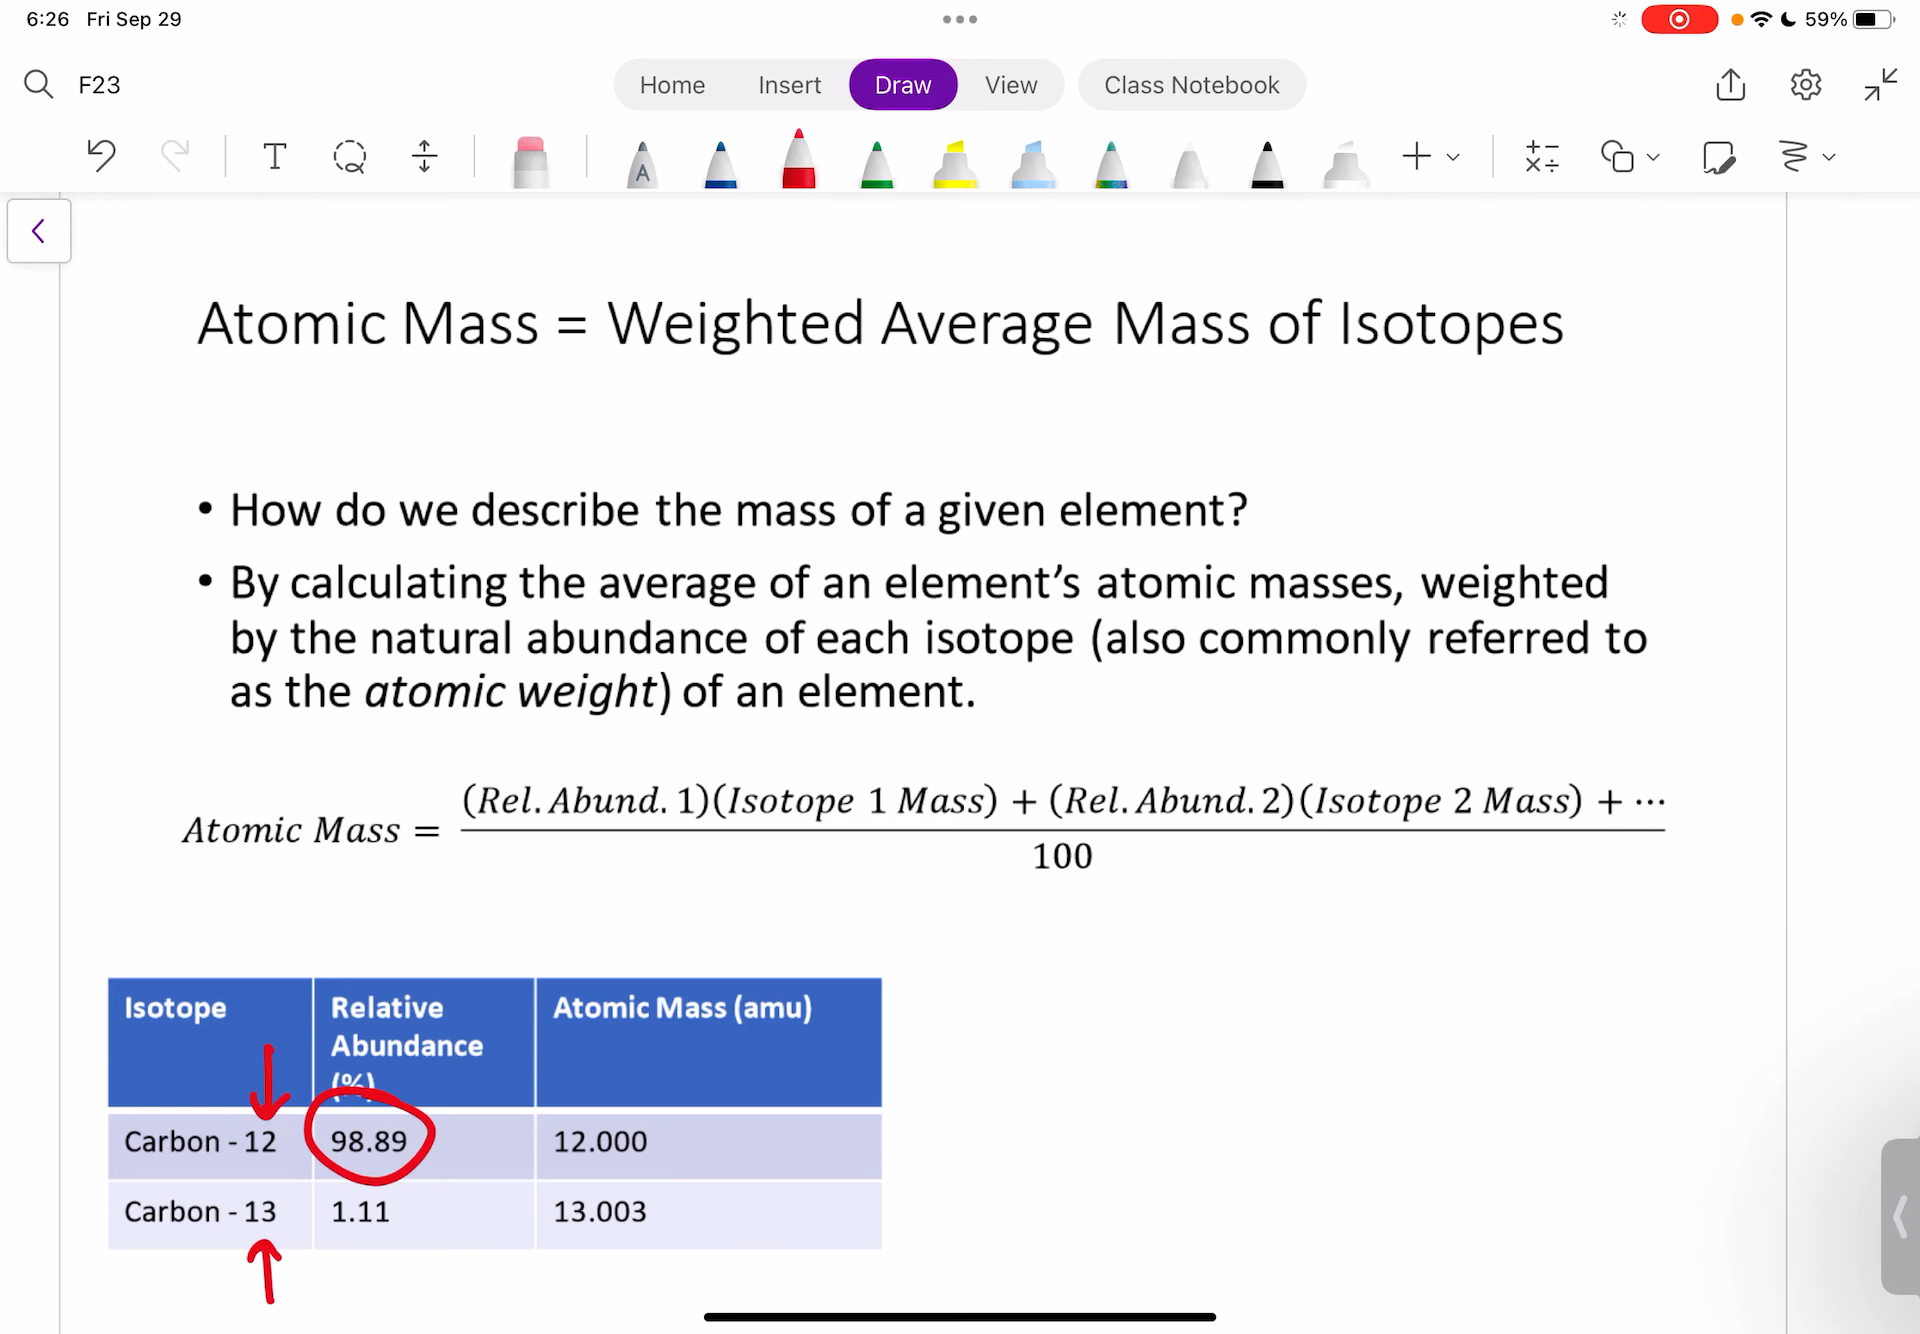 6:26 Fri Sep 29
59%
F23
Home Insert Draw View Class Notebook
T
A
Atomic Mass = Weighted Average Mass of Isotopes
• How do we describe the mass of a given element?
• By calculating the average of an element’s atomic masses, weighted
by the natural abundance of each isotope (also commonly referred to
as the atomic weight) of an element.
(Rel. Abund. 1)(Isotope 1 Mass) + (Rel. Abund. 2)(Isotope 2 Mass) + ⋯
Atomic Mass =
100
Isotope Relative Atomic Mass (amu)
Abundance
(%)
Carbon - 12 98.89 12.000
Carbon - 13 1.11 13.003